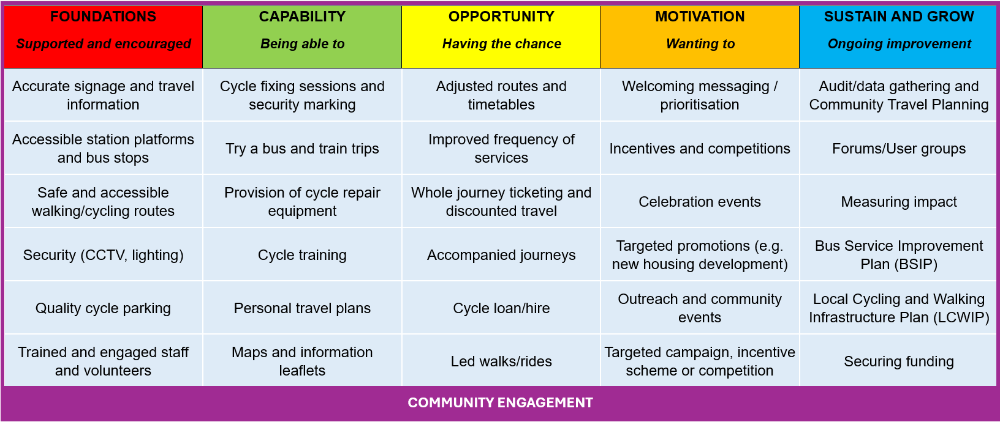 FOUNDATIONS
Supported and encouraged
CAPABILITY
Being able to
OPPORTUNITY
Having the chance
MOTIVATION
Wanting to
SUSTAIN AND GROW
Ongoing improvement
Accurate signage and travel
information
Cycle fixing sessions and
security marking
Adjusted routes and
timetables
Welcoming messaging /
prioritisation
Audit/data gathering and
Community Travel Planning
Accessible station platforms
and bus stops
Try a bus and train trips
Improved frequency of
services
Incentives and competitions
Forums/User groups
Safe and accessible
walking/cycling routes
Provision of cycle repair
equipment
Whole journey ticketing and
discounted travel
Celebration events
Measuring impact
Security (CCTV, lighting)
Cycle training
Accompanied journeys
Targeted promotions (e.g.
new housing development)
Bus Service Improvement
Plan (BSIP)
Quality cycle parking
Personal travel plans
Cycle loan/hire
Outreach and community
events
Local Cycling and Walking
Infrastructure Plan (LCWIP)
Trained and engaged staff
and volunteers
Maps and information
leaflets
Led walks/rides
Targeted campaign, incentive
scheme or competition
Securing funding
COMMUNITY ENGAGEMENT